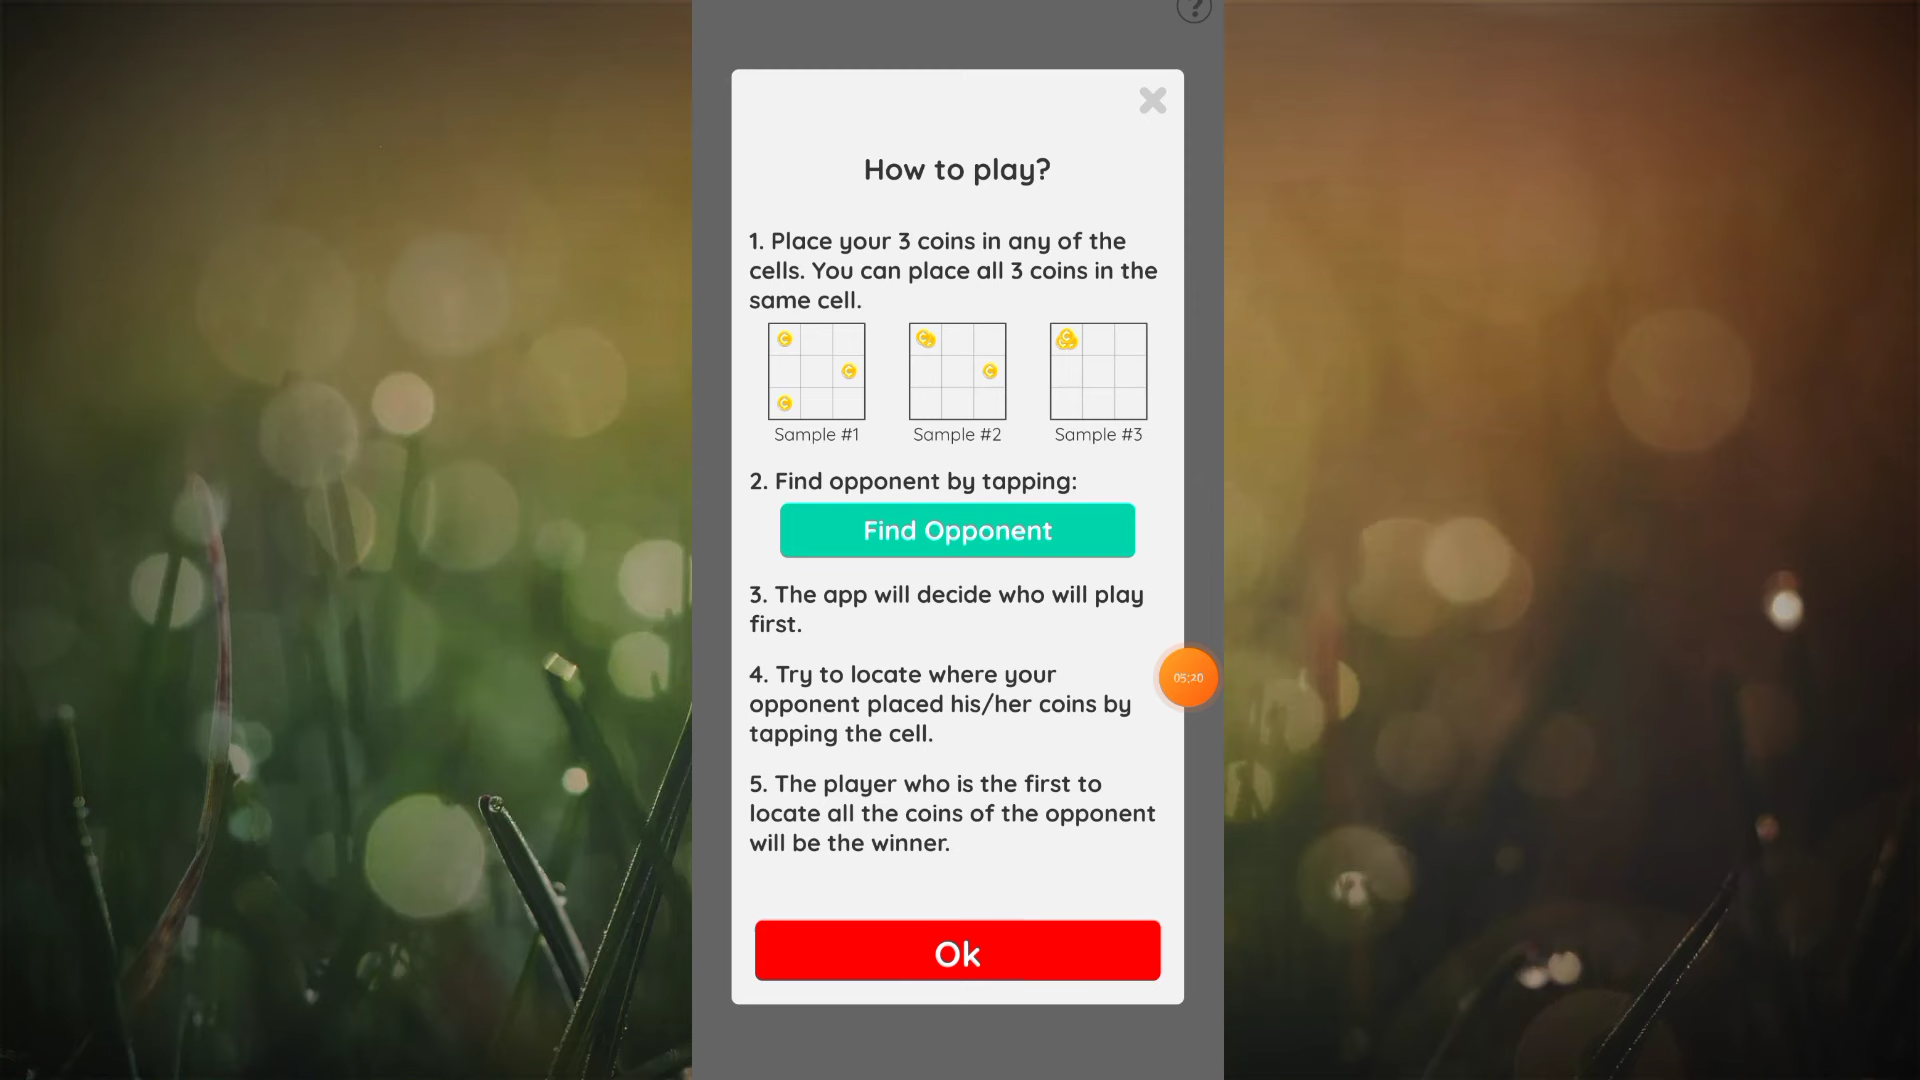 ?
How to play?
1. Place your 3 coins in any of the
cells. You can place all 3 coins in the
same cell.
Sample #1 Sample #2 Sample #3
2. Find opponent by tapping:
Find Opponent
3. The app will decide who will play
first.
4. Try to locate where your
opponent placed his/her coins by
tapping the cell.
05:20
5. The player who is the first to
locate all the coins of the opponent
will be the winner.
Ok